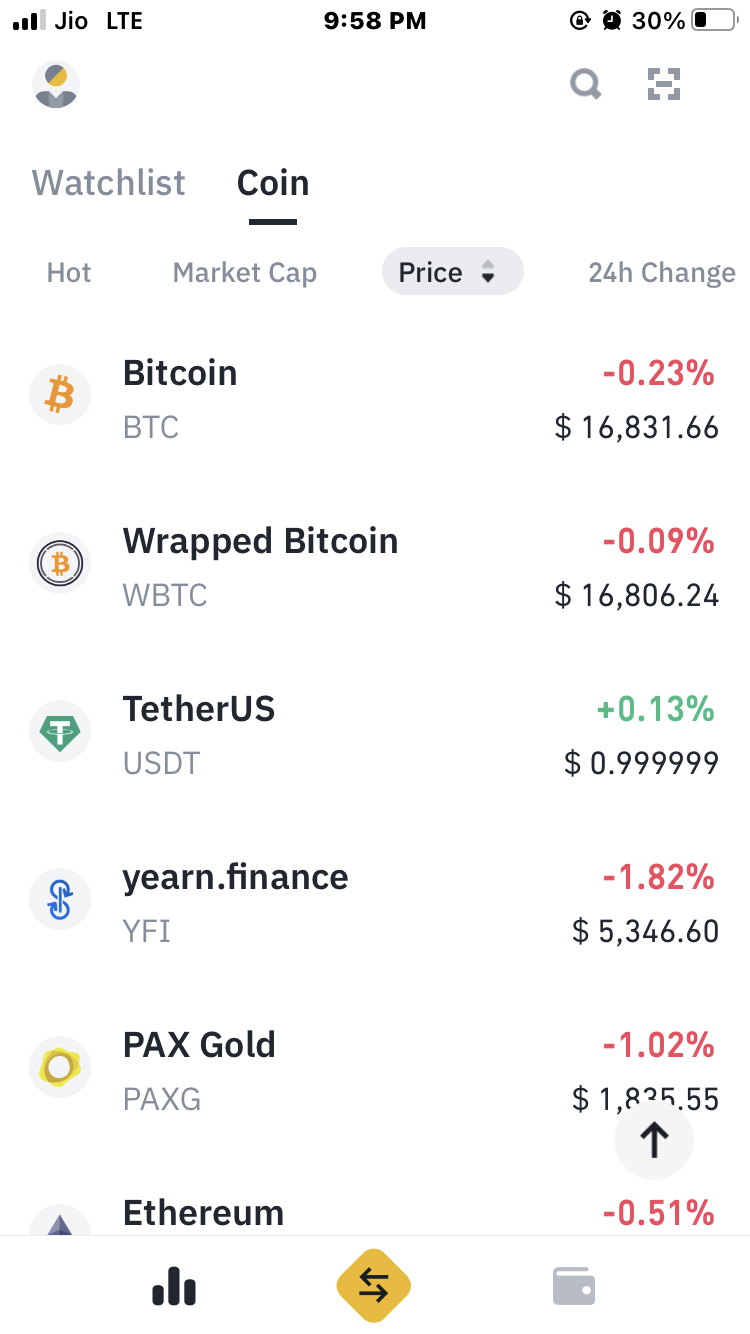 Jio LTE 9:58 PM 30%
Watchlist Coin
Hot Market Cap Price 24h Change
Bitcoin -0.23%
BTC $ 16,831.66
Wrapped Bitcoin -0.09%
WBTC $ 16,806.24
TetherUS +0.13%
USDT $ 0.999999
yearn.finance -1.82%
YFI $ 5,346.60
PAX Gold -1.02%
PAXG $ 1,835.55
Ethereum -0.51%